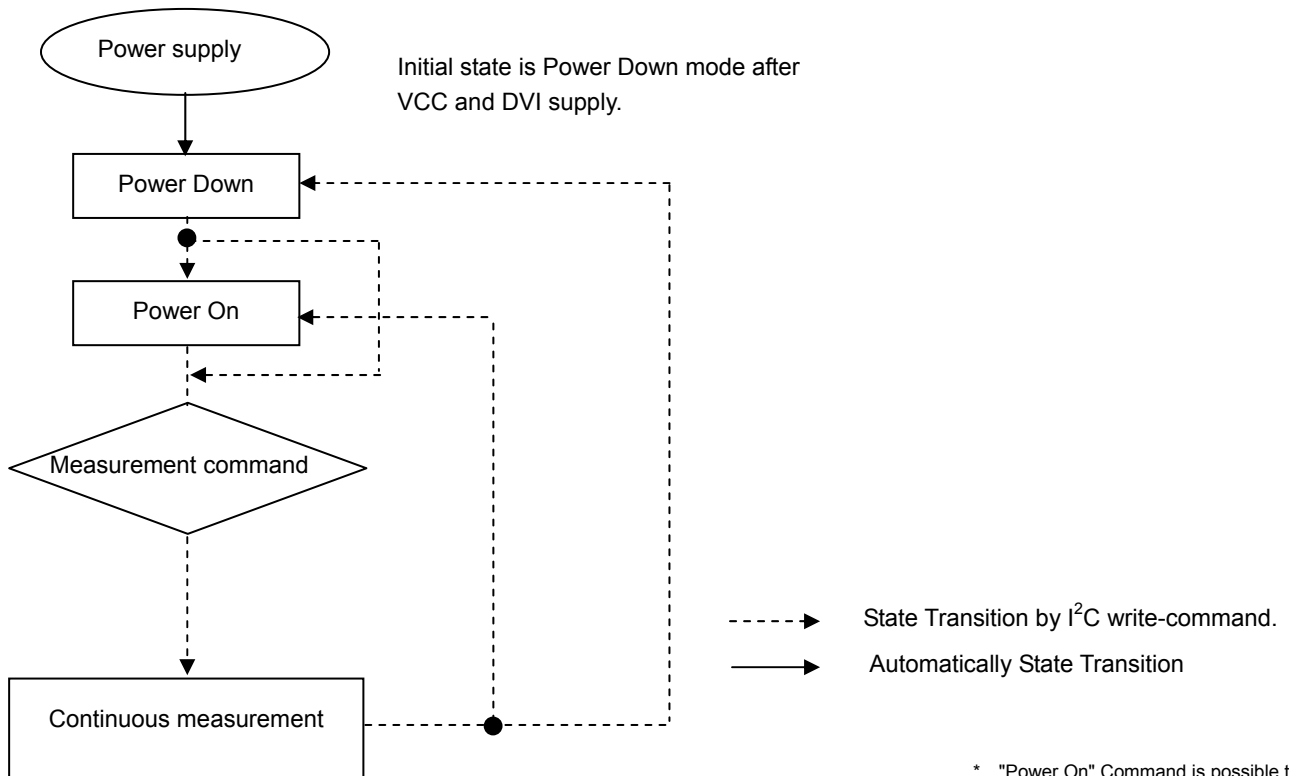 Power supply
Initial state is Power Down mode after
VCC and DVI supply.
Power Down
Power On
Measurement command
State Transition by I²C write-command.
Automatically State Transition
Continuous measurement
* "Power On" Command is possible t